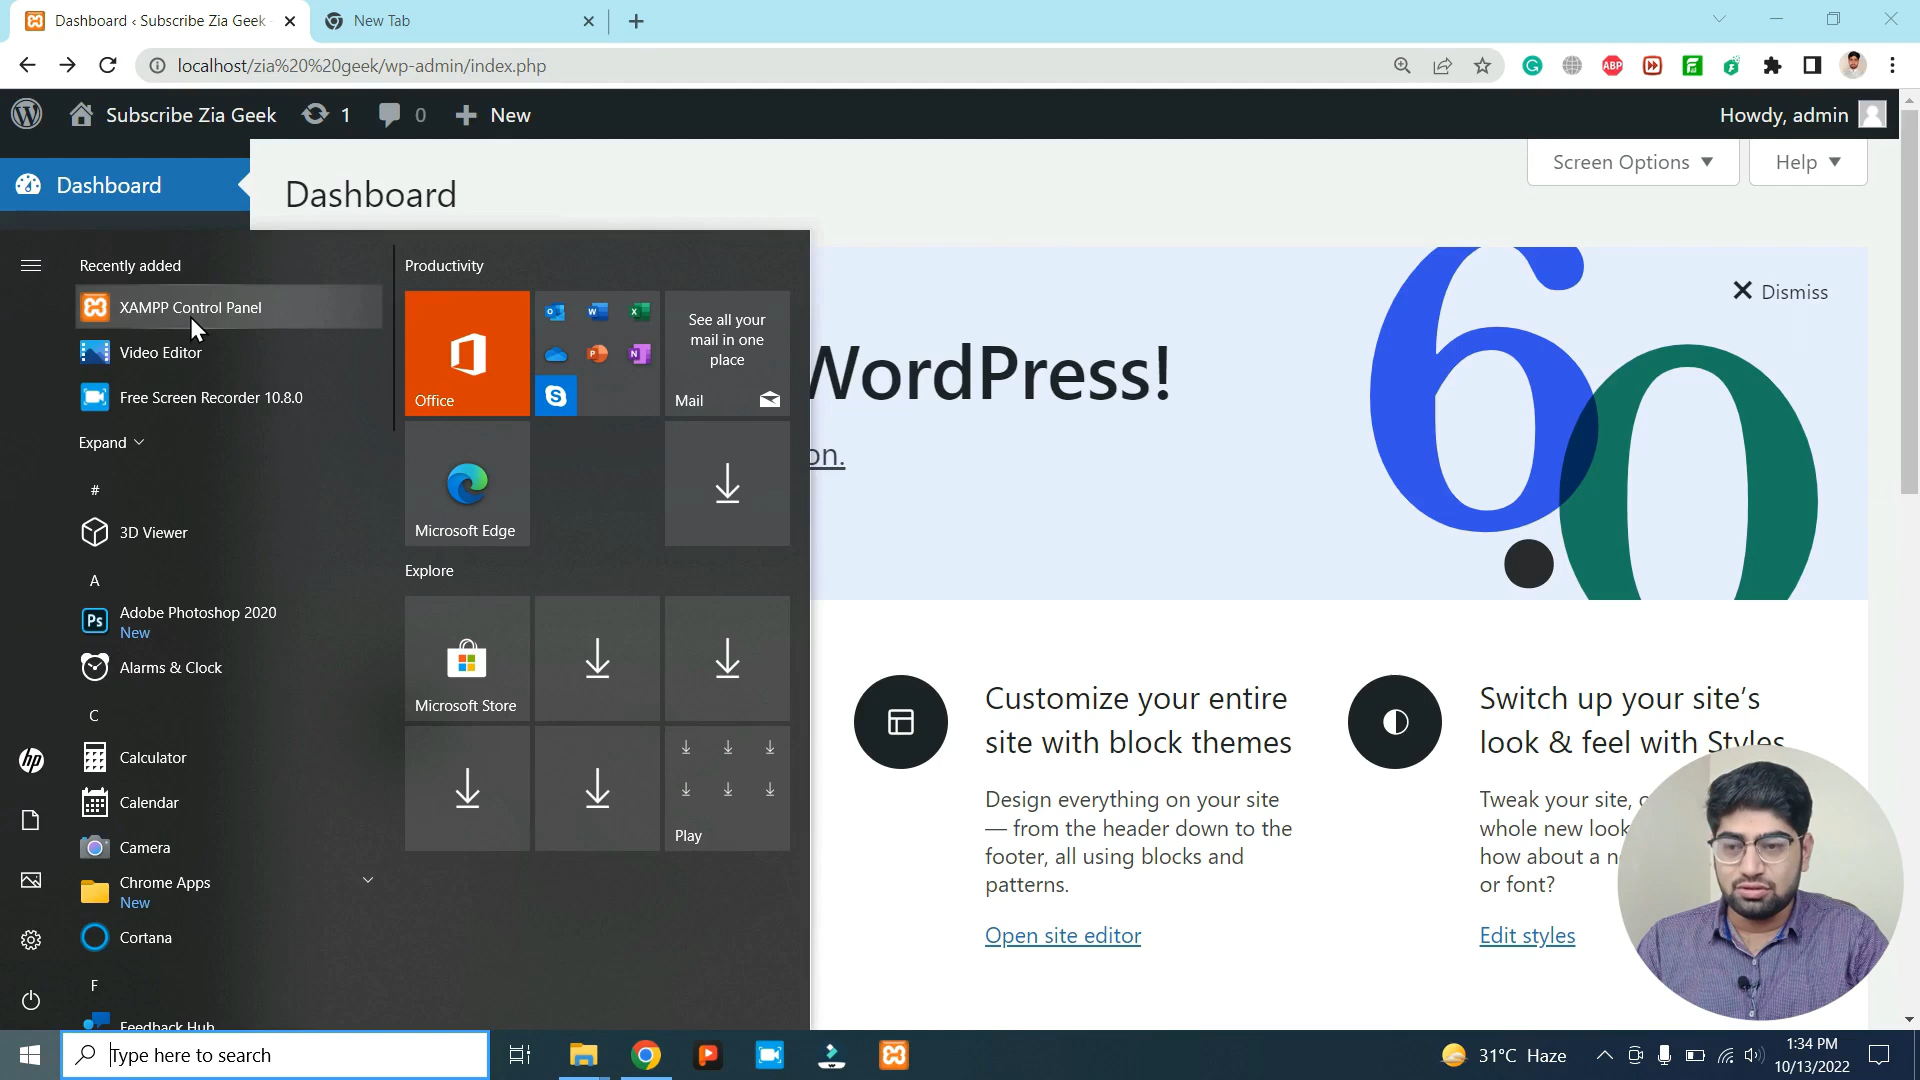 Dashboard ‹ Subscribe Zia Geek
New Tab
localhost/zia%20%20geek/wp-admin/index.php
ABP
Subscribe Zia Geek
1
0
New
Howdy, admin
Dashboard
Screen Options
Help
Dashboard
Dismiss
WordPress!
on.
60
Recently added
XAMPP Control Panel
Video Editor
Free Screen Recorder 10.8.0
Expand
#
3D Viewer
A
Ps
Adobe Photoshop 2020
New
Alarms & Clock
C
Calculator
Calendar
Camera
Chrome Apps
New
Cortana
F
Feedback Hub
hp
Productivity
Office
See all your
mail in one
place
Mail
Microsoft Edge
Explore
Microsoft Store
Play
Customize your entire
site with block themes
Design everything on your site
— from the header down to the
footer, all using blocks and
patterns.
Open site editor
Switch up your site's
look & feel with Styles
Tweak your site,
whole new look
how about a
or font?
Edit styles
Type here to search
31°C Haze
1:34 PM
10/13/2022